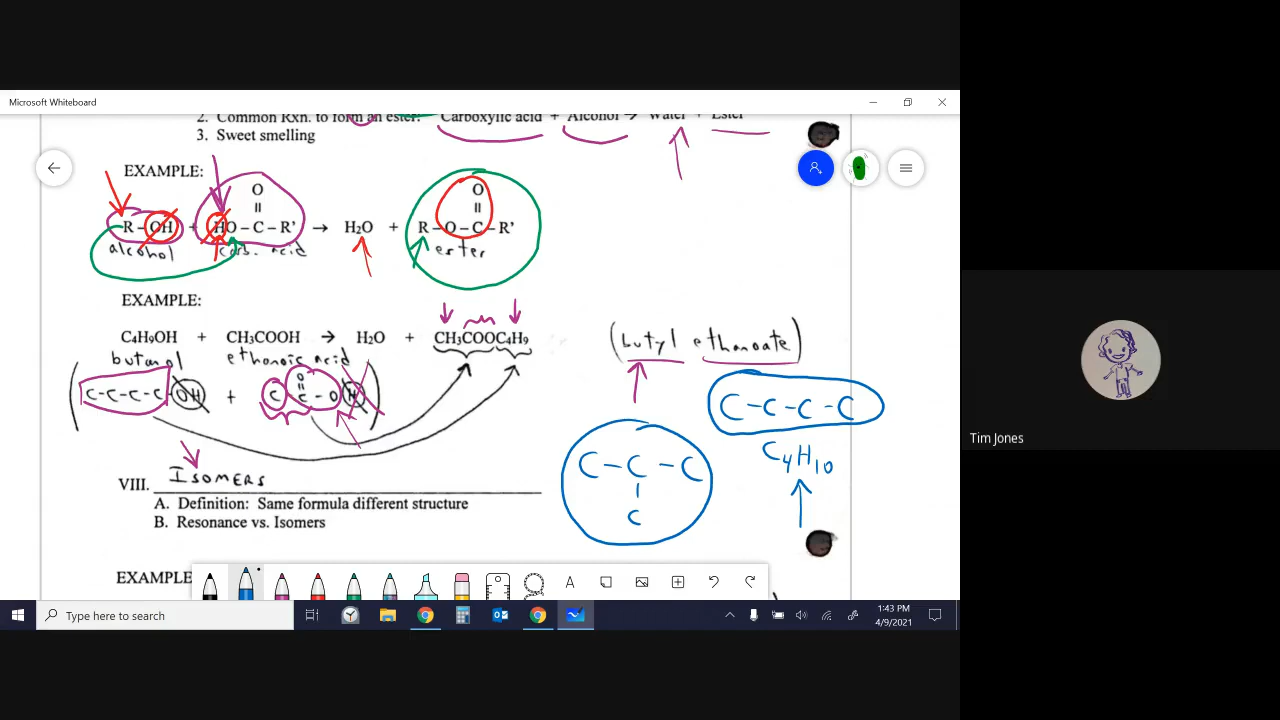 Microsoft Whiteboard
2. Common Rxn. to form an ester: Carboxylic acid + Alcohol → Water + Ester
3. Sweet smelling
EXAMPLE:
O
O
||
||
R – OH + HO – C – R' → H₂O + R – O – C – R'
alcohol carb. acid ester
EXAMPLE:
C₄H₉OH + CH₃COOH → H₂O + CH₃COOC₄H₉ (butyl ethanoate)
butanol ethanoic acid
O
||
(C-C-C-C-OH + C C - O H)
C-C-C-C
C₄H₁₀
C-C-C
|
C
VIII. ISOMERS
A. Definition: Same formula different structure
B. Resonance vs. Isomers
EXAMPLE
Tim Jones
Type here to search
1:43 PM
4/9/2021